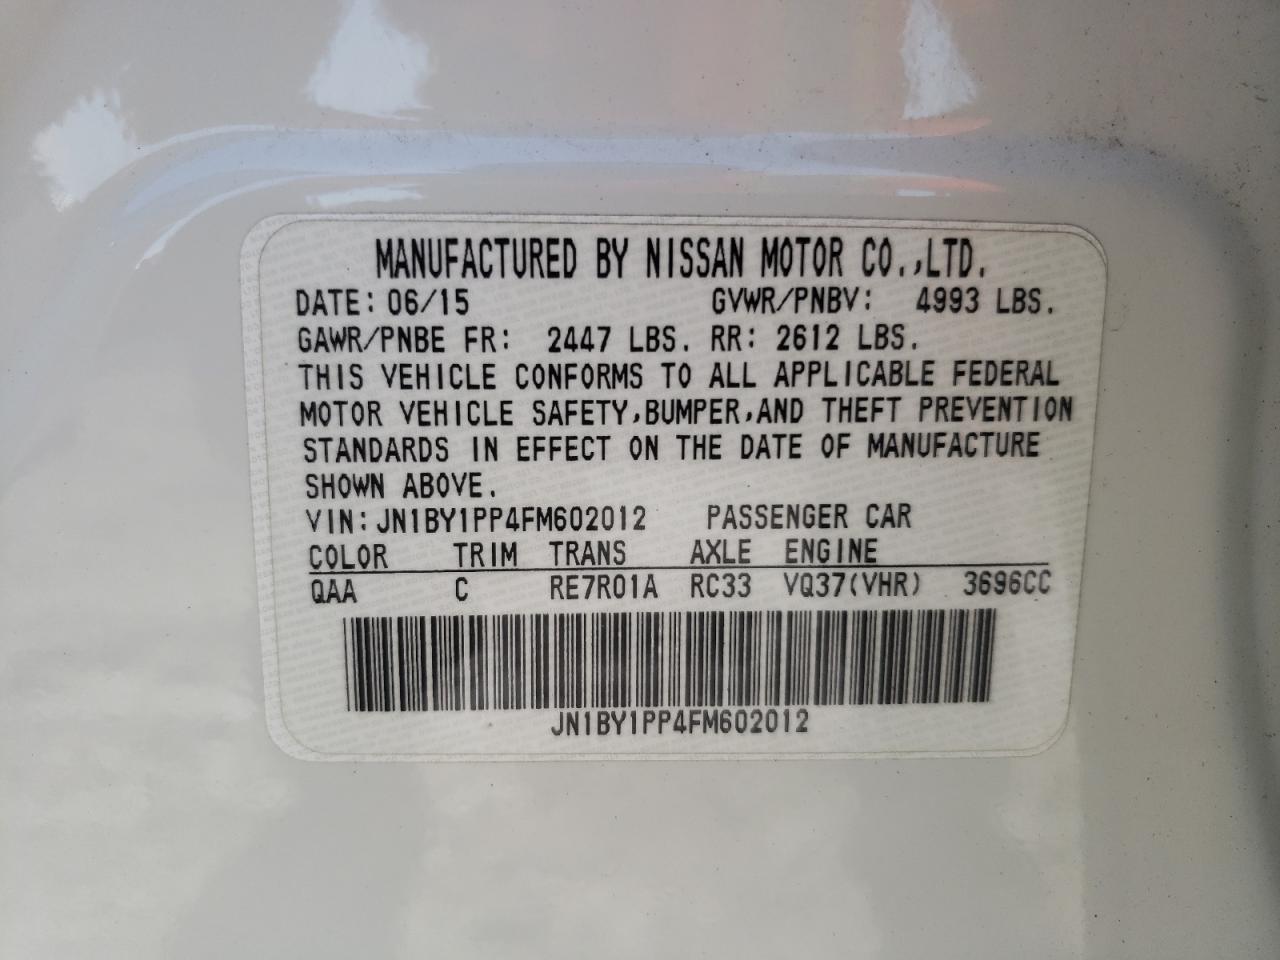 MANUFACTURED BY NISSAN MOTOR CO.,LTD.
DATE: 06/15 GVWR/PNBV: 4993 LBS.
GAWR/PNBE FR: 2447 LBS. RR: 2612 LBS.
THIS VEHICLE CONFORMS TO ALL APPLICABLE FEDERAL
MOTOR VEHICLE SAFETY,BUMPER,AND THEFT PREVENTION
STANDARDS IN EFFECT ON THE DATE OF MANUFACTURE
SHOWN ABOVE.
VIN: JN1BY1PP4FM602012 PASSENGER CAR
COLOR TRIM TRANS AXLE ENGINE
QAA C RE7R01A RC33 VQ37(VHR) 3696CC
JN1BY1PP4FM602012